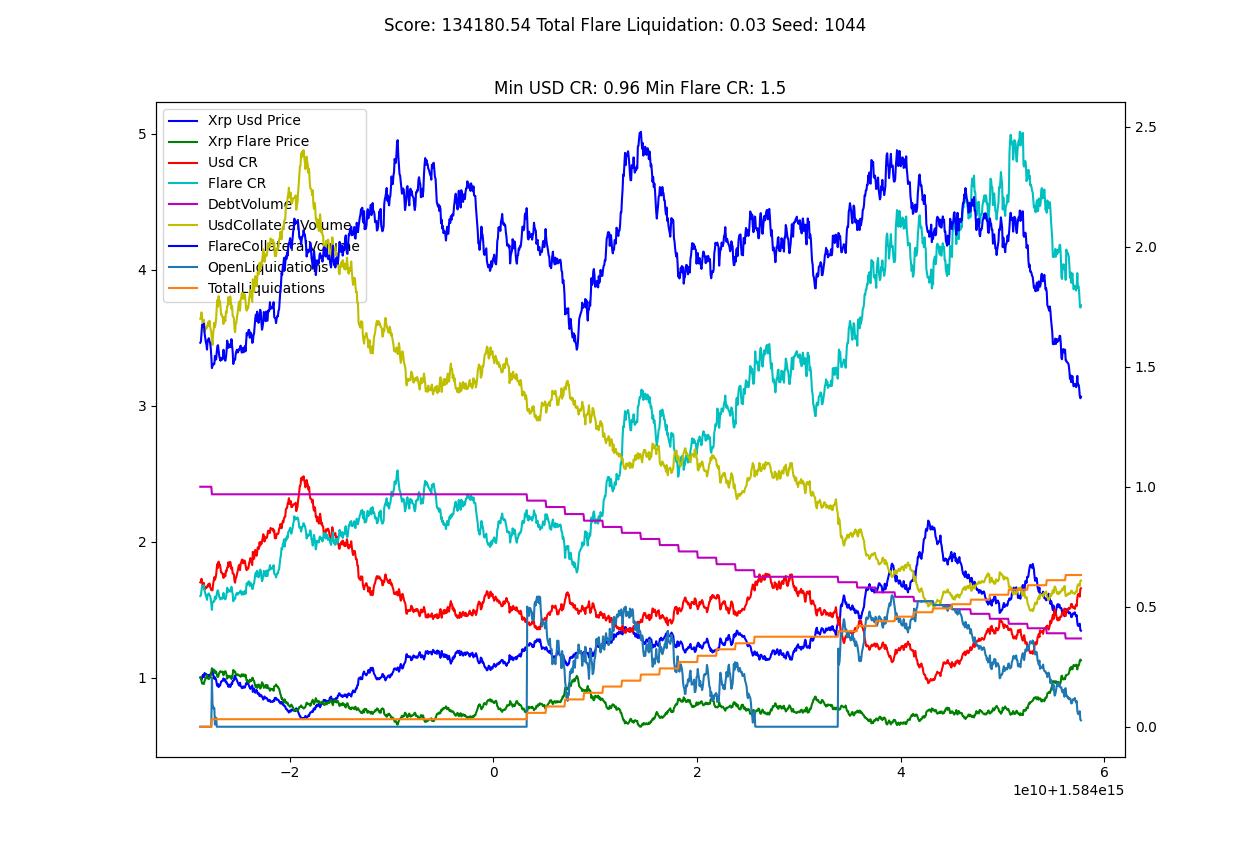 Score: 134180.54 Total Flare Liquidation: 0.03 Seed: 1044
Min USD CR: 0.96 Min Flare CR: 1.5
Xrp Usd Price
Xrp Flare Price
Usd CR
Flare CR
DebtVolume
UsdCollateralVolume
FlareCollateralVolume
OpenLiquidations
TotalLiquidations
5
4
3
2
1
2.5
2.0
1.5
1.0
0.5
0.0
−2
0
2
4
6
1e10+1.584e15